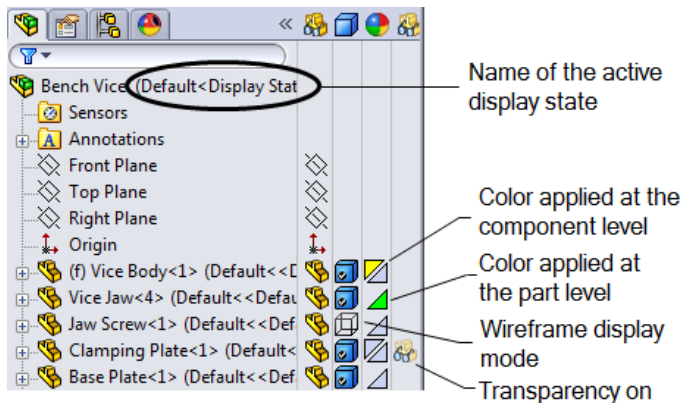 «
Bench Vice (Default<Display Stat
Sensors
A Annotations
Front Plane
Top Plane
Right Plane
Origin
(f) Vice Body<1> (Default<<D
Vice Jaw<4> (Default<<Defau
Jaw Screw<1> (Default<<Def
Clamping Plate<1> (Default<
Base Plate<1> (Default<<Def
Name of the active
display state
Color applied at the
component level
Color applied at
the part level
Wireframe display
mode
Transparency on